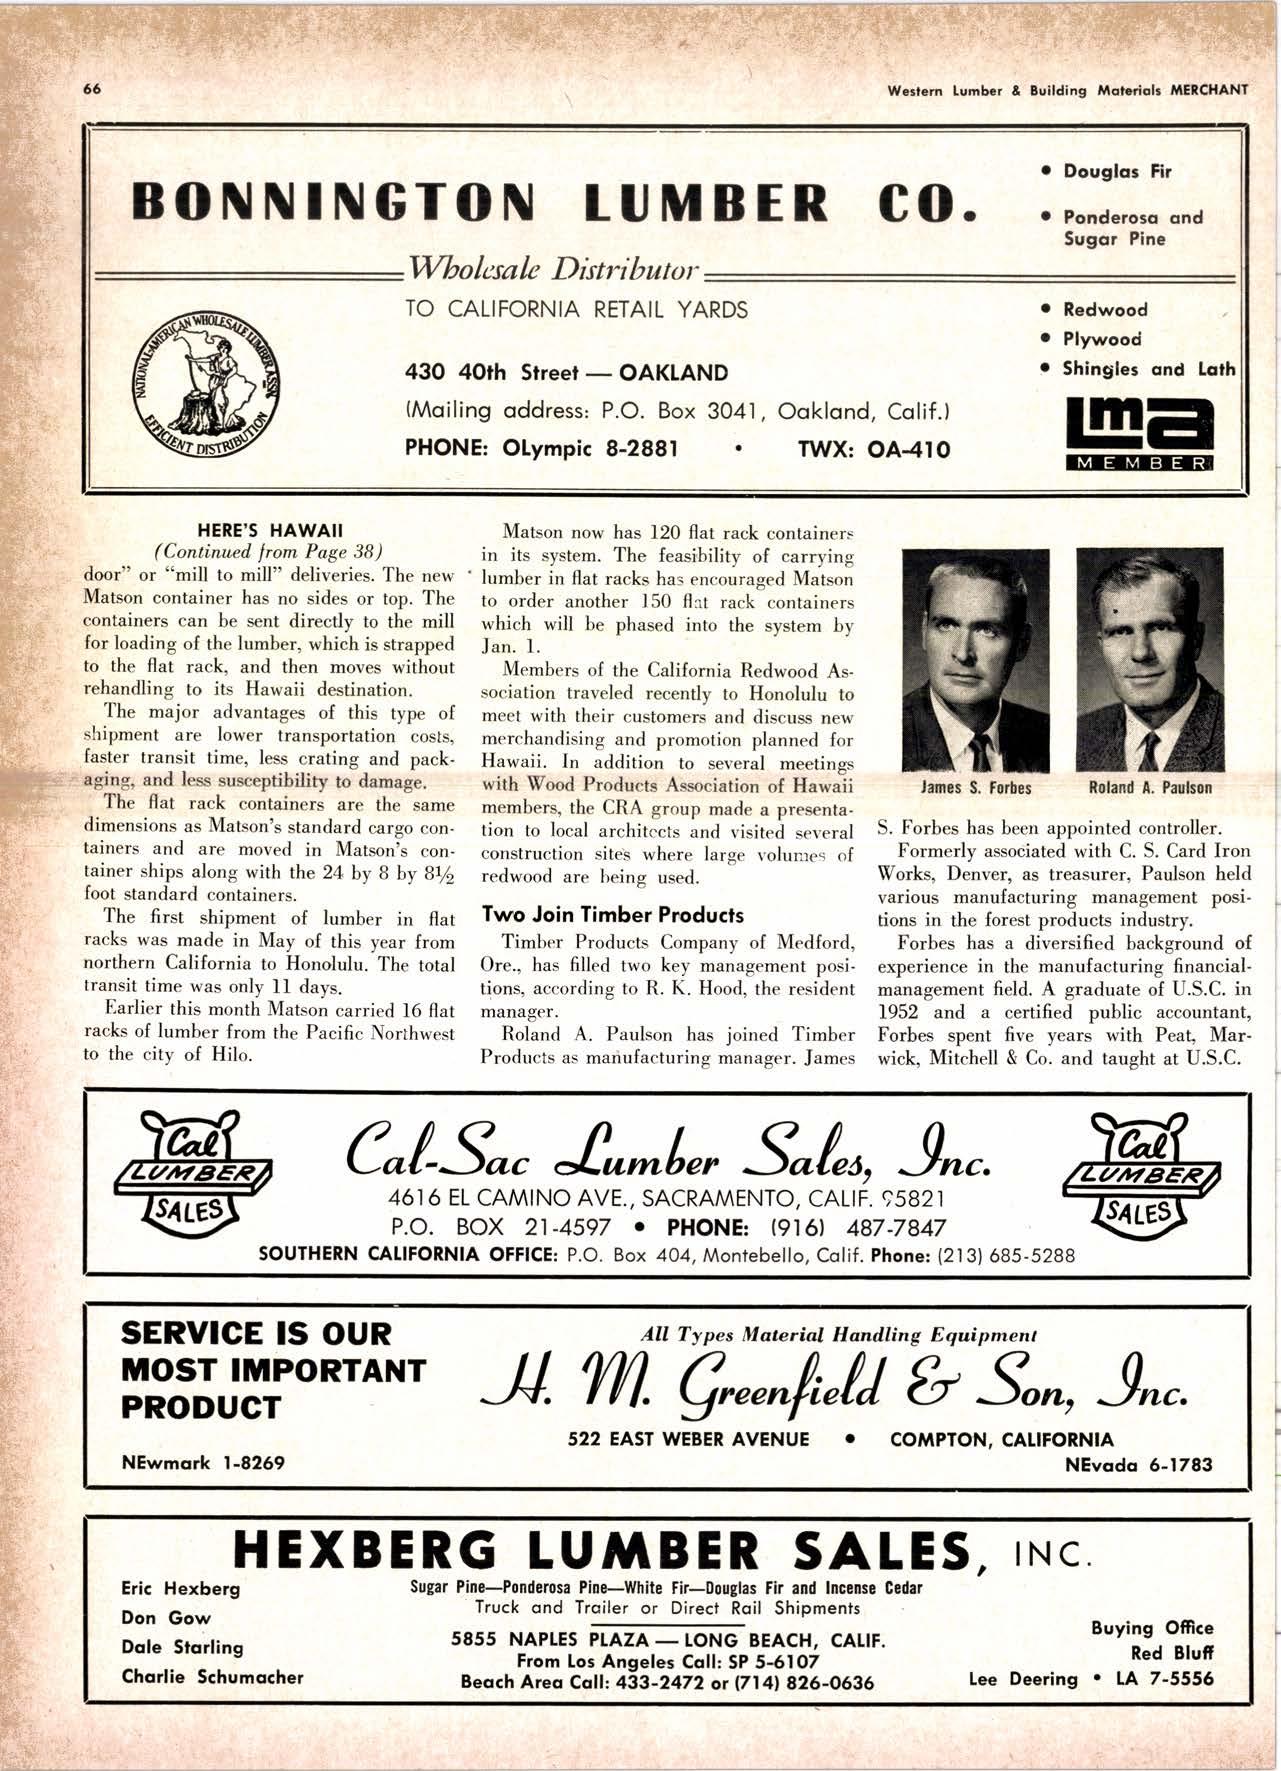 66
Western Lumber & Building Materials MERCHANT
BONNINGTON LUMBER CO.
• Douglas Fir
• Ponderosa and
Sugar Pine
Wholesale Distributor
TO CALIFORNIA RETAIL YARDS
• Redwood
• Plywood
• Shingles and Lath
NATIONAL-AMERICAN WHOLESALE LUMBER ASS'N.
EFFICIENT DISTRIBUTION
430 40th Street — OAKLAND
(Mailing address: P.O. Box 3041, Oakland, Calif.)
PHONE: OLympic 8-2881 • TWX: OA-410
Lma
MEMBER
HERE'S HAWAII
(Continued from Page 38)
door" or "mill to mill" deliveries. The new
Matson container has no sides or top. The
containers can be sent directly to the mill
for loading of the lumber, which is strapped
to the flat rack, and then moves without
rehandling to its Hawaii destination.
The major advantages of this type of
shipment are lower transportation costs,
faster transit time, less crating and pack-
aging, and less susceptibility to damage.
The flat rack containers are the same
dimensions as Matson's standard cargo con-
tainers and are moved in Matson's con-
tainer ships along with the 24 by 8 by 8½
foot standard containers.
The first shipment of lumber in flat
racks was made in May of this year from
northern California to Honolulu. The total
transit time was only 11 days.
Earlier this month Matson carried 16 flat
racks of lumber from the Pacific Northwest
to the city of Hilo.
Matson now has 120 flat rack containers
in its system. The feasibility of carrying
lumber in flat racks has encouraged Matson
to order another 150 flat rack containers
which will be phased into the system by
Jan. 1.
Members of the California Redwood As-
sociation traveled recently to Honolulu to
meet with their customers and discuss new
merchandising and promotion planned for
Hawaii. In addition to several meetings
with Wood Products Association of Hawaii
members, the CRA group made a presenta-
tion to local architects and visited several
construction sites where large volumes of
redwood are being used.
Two Join Timber Products
Timber Products Company of Medford,
Ore., has filled two key management posi-
tions, according to R. K. Hood, the resident
manager.
Roland A. Paulson has joined Timber
Products as manufacturing manager. James
James S. Forbes
Roland A. Paulson
S. Forbes has been appointed controller.
Formerly associated with C. S. Card Iron
Works, Denver, as treasurer, Paulson held
various manufacturing management posi-
tions in the forest products industry.
Forbes has a diversified background of
experience in the manufacturing financial-
management field. A graduate of U.S.C. in
1952 and a certified public accountant,
Forbes spent five years with Peat, Mar-
wick, Mitchell & Co. and taught at U.S.C.
Cal
LUMBER
SALES
Cal-Sac Lumber Sales, Inc.
4616 EL CAMINO AVE., SACRAMENTO, CALIF. 95821
P.O. BOX 21-4597 • PHONE: (916) 487-7847
SOUTHERN CALIFORNIA OFFICE: P.O. Box 404, Montebello, Calif. Phone: (213) 685-5288
Cal
LUMBER
SALES
SERVICE IS OUR
MOST IMPORTANT
PRODUCT
NEwmark 1-8269
All Types Material Handling Equipment
H. M. Greenfield & Son, Inc.
522 EAST WEBER AVENUE • COMPTON, CALIFORNIA
NEvada 6-1783
HEXBERG LUMBER SALES, INC.
Eric Hexberg
Don Gow
Dale Starling
Charlie Schumacher
Sugar Pine—Ponderosa Pine—White Fir—Douglas Fir and Incense Cedar
Truck and Trailer or Direct Rail Shipments
5855 NAPLES PLAZA — LONG BEACH, CALIF.
From Los Angeles Call: SP 5-6107
Beach Area Call: 433-2472 or (714) 826-0636
Buying Office
Red Bluff
Lee Deering • LA 7-5556